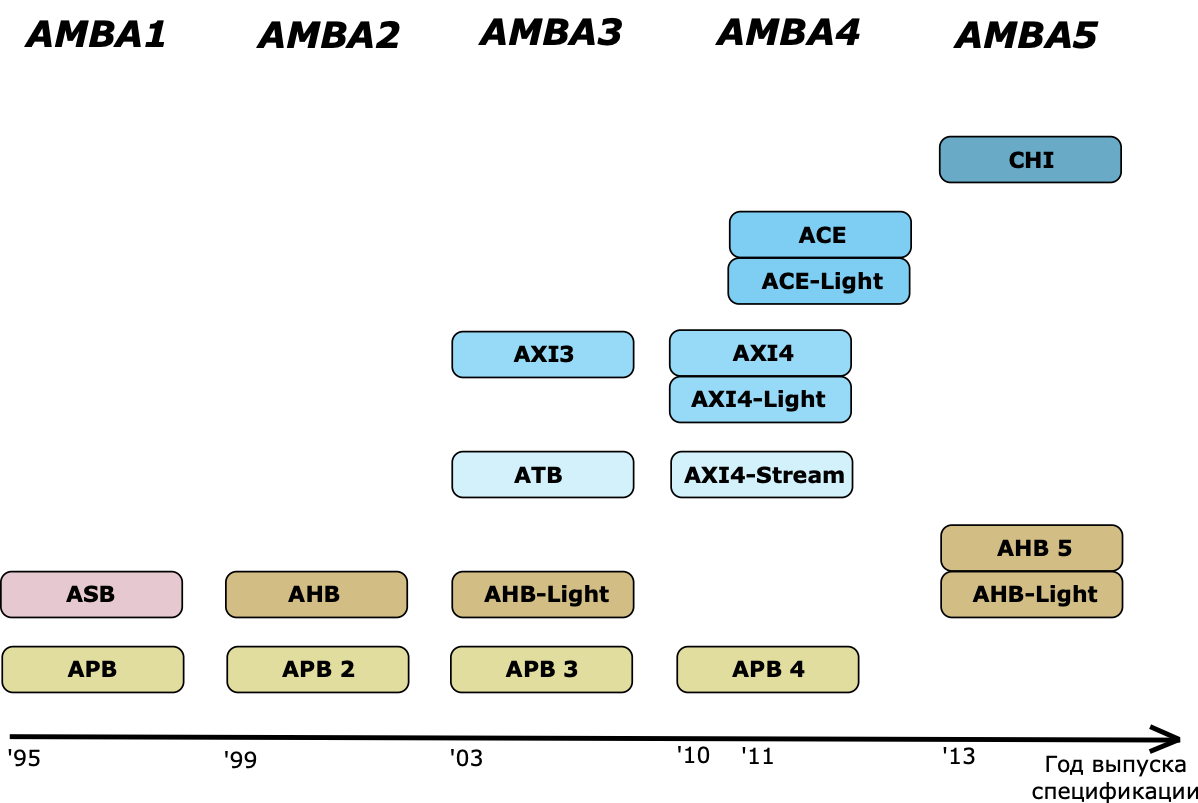 AMBA1 AMBA2 AMBA3 AMBA4 AMBA5
CHI
ACE
ACE-Light
AXI3 AXI4
AXI4-Light
ATB AXI4-Stream
AHB 5
ASB AHB AHB-Light AHB-Light
APB APB 2 APB 3 APB 4
'95 '99 '03 '10 '11 '13
Год выпуска
спецификации